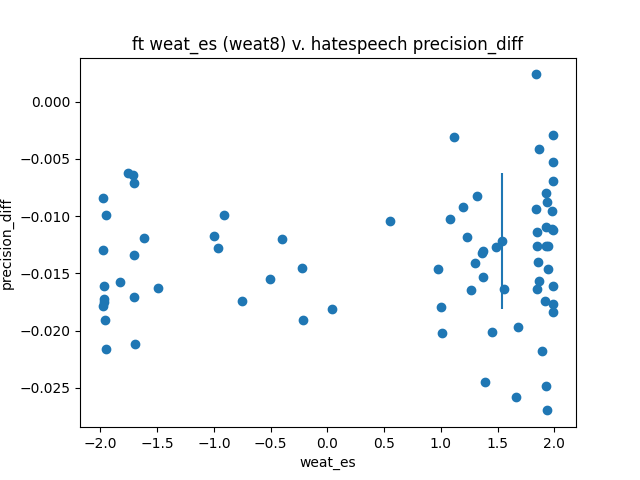 ft weat_es (weat8) v. hatespeech precision_diff
precision_diff
0.000
−0.005
−0.010
−0.015
−0.020
−0.025
−2.0 −1.5 −1.0 −0.5 0.0 0.5 1.0 1.5 2.0
weat_es